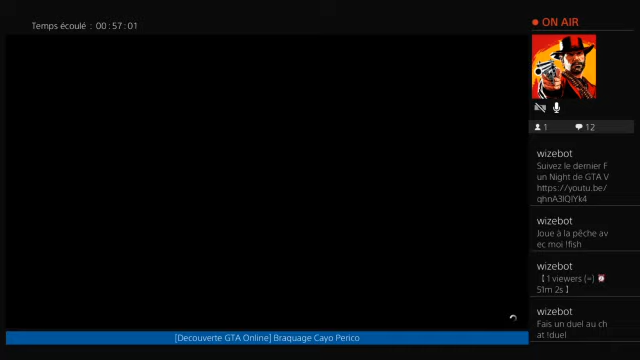 Temps écoulé : 00:57:01
ON AIR
1
12
wizebot
Suivez le dernier F
un Night de GTA V
https://youtu.be/
qhnA3lQIYk4
wizebot
Joue à la pêche av
ec moi !fish
wizebot
【 1 viewers (=) ⏰
51m 2s 】
wizebot
Fais un duel au ch
at !duel
[Decouverte GTA Online] Braquage Cayo Perico